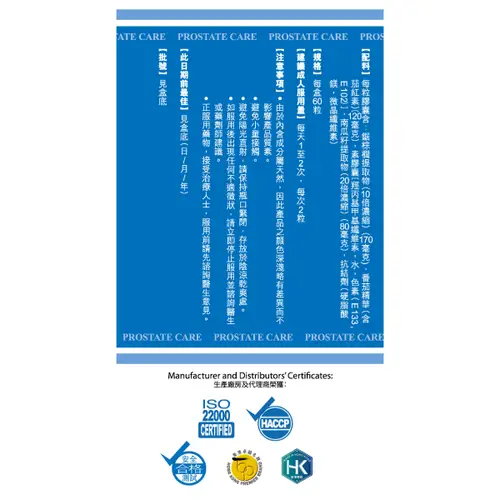 PROSTATE CARE PROSTATE CARE PROSTATE CARE
【配料】每粒膠囊含：鋸棕櫚提取物(10倍濃縮)(170毫克)，番茄精華(含
茄紅素)(120毫克)，素膠囊[羥丙基甲基纖維素，水，色素(E133,
E102)]，南瓜籽提取物(20倍濃縮)(80毫克)，抗結劑(硬脂酸
鎂，微晶纖維素)
【規格】每盒60粒
【建議成人服用量】每天1至2次，每次2粒
【注意事項】•由於內含成分屬天然，因此產品之顏色深淺略有差異而不
影響產品質素。
•避免小童接觸。
•避免陽光直射，請保持瓶口緊閉，存放於陰涼乾爽處。
•如服用後出現任何不適徵狀，請立即停止服用並諮詢醫生
或藥劑師建議。
•正服用藥物，接受治療人士，服用前請先諮詢醫生意見。
【此日期前最佳】見盒底(日/月/年)
【批號】見盒底
PROSTATE CARE PROSTATE CARE PROSTATE CARE
Manufacturer and Distributors' Certificates:
生產廠房及代理商榮獲:
ISO
22000
CERTIFIED
HACCP
安全
合格
測試
HK